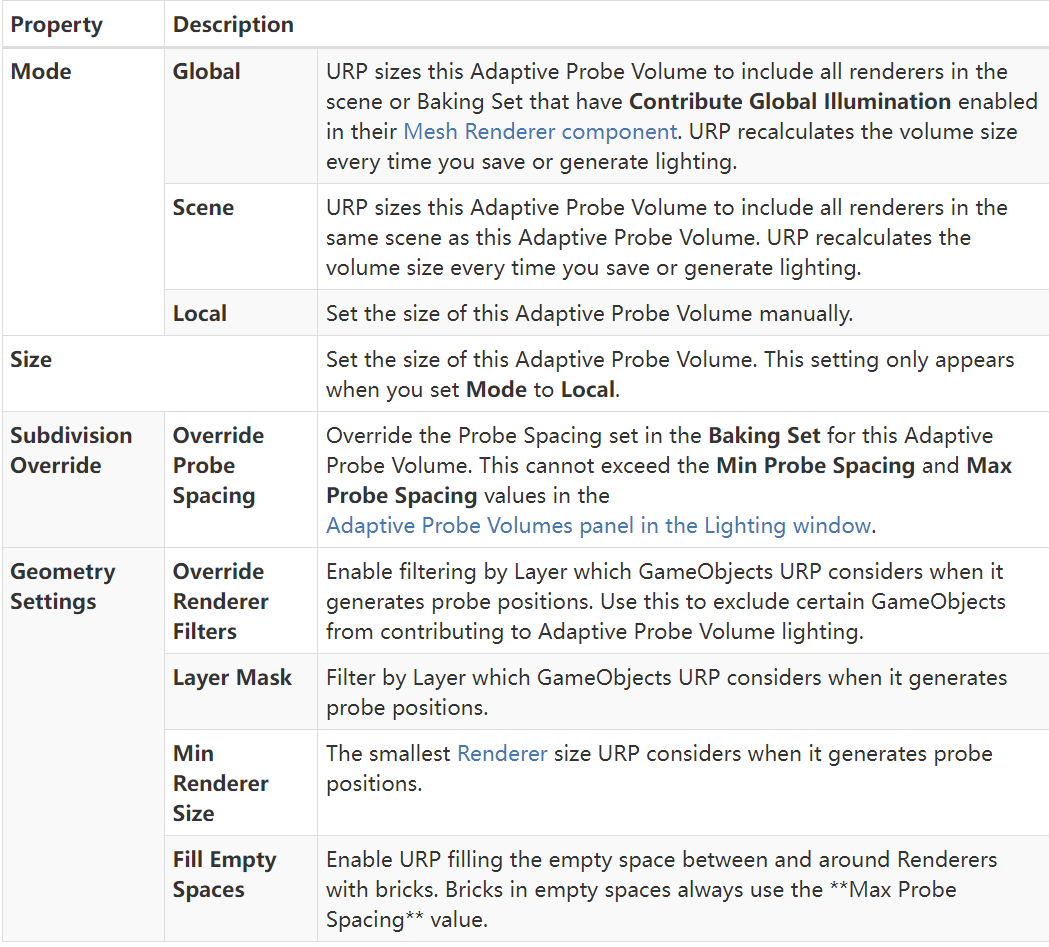 Property Description
Mode Global URP sizes this Adaptive Probe Volume to include all renderers in the
scene or Baking Set that have Contribute Global Illumination enabled
in their Mesh Renderer component. URP recalculates the volume size
every time you save or generate lighting.
Scene URP sizes this Adaptive Probe Volume to include all renderers in the
same scene as this Adaptive Probe Volume. URP recalculates the
volume size every time you save or generate lighting.
Local Set the size of this Adaptive Probe Volume manually.
Size Set the size of this Adaptive Probe Volume. This setting only appears
when you set Mode to Local.
Subdivision Override Override the Probe Spacing set in the Baking Set for this Adaptive
Override Probe Probe Volume. This cannot exceed the Min Probe Spacing and Max
Spacing Probe Spacing values in the
Adaptive Probe Volumes panel in the Lighting window.
Geometry Override Enable filtering by Layer which GameObjects URP considers when it
Settings Renderer generates probe positions. Use this to exclude certain GameObjects
Filters from contributing to Adaptive Probe Volume lighting.
Layer Mask Filter by Layer which GameObjects URP considers when it generates
probe positions.
Min The smallest Renderer size URP considers when it generates probe
Renderer positions.
Size
Fill Empty Enable URP filling the empty space between and around Renderers
Spaces with bricks. Bricks in empty spaces always use the **Max Probe
Spacing** value.